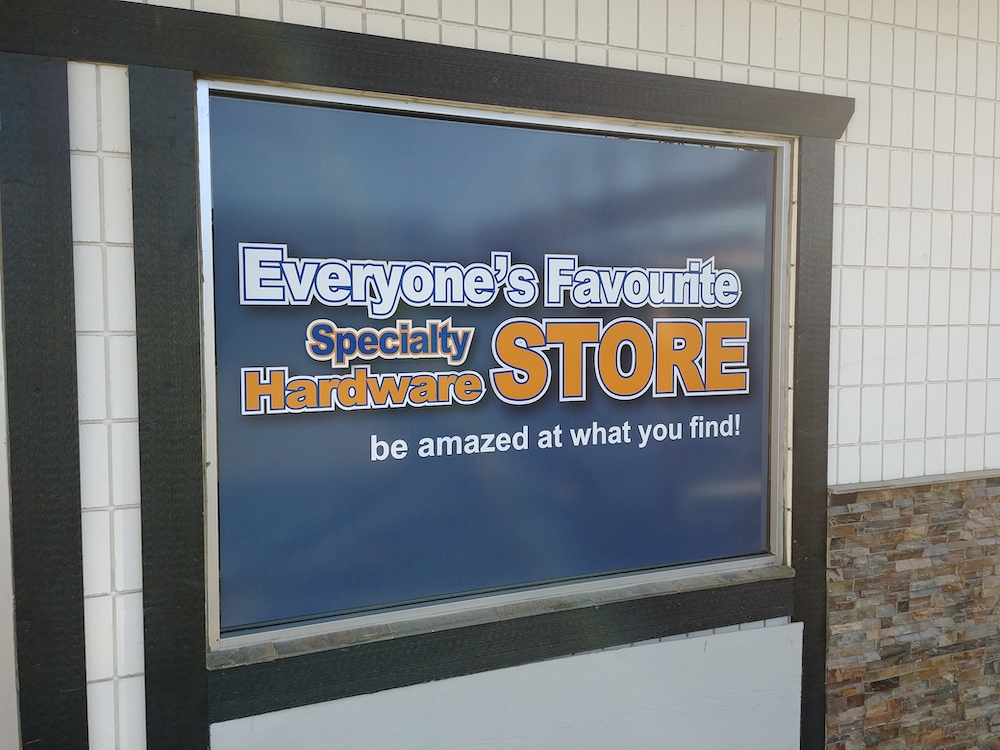 Everyone's Favourite
Specialty
Hardware STORE
be amazed at what you find!